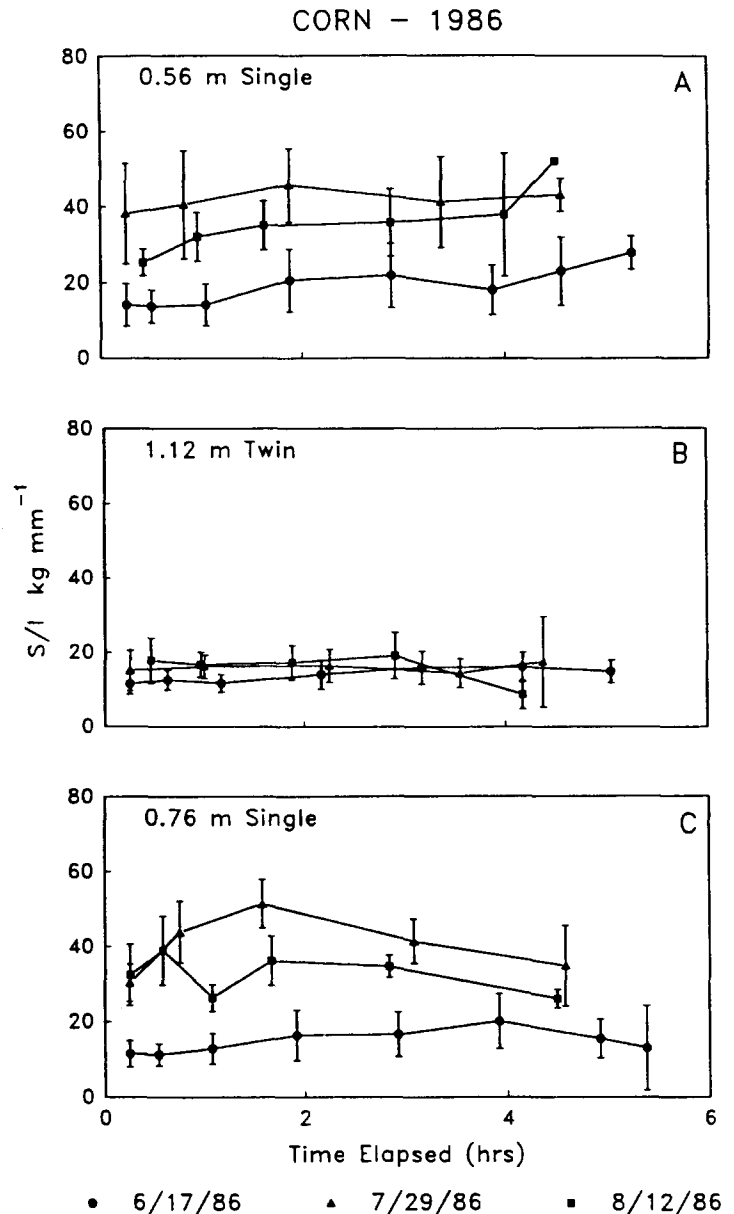 CORN - 1986
80
0.56 m Single
A
60
40
20
0
80
1.12 m Twin
B
60
40
20
0
S/I kg mm⁻¹
80
0.76 m Single
C
60
40
20
0
0 2 4 6
Time Elapsed (hrs)
● 6/17/86 ▲ 7/29/86 ■ 8/12/86